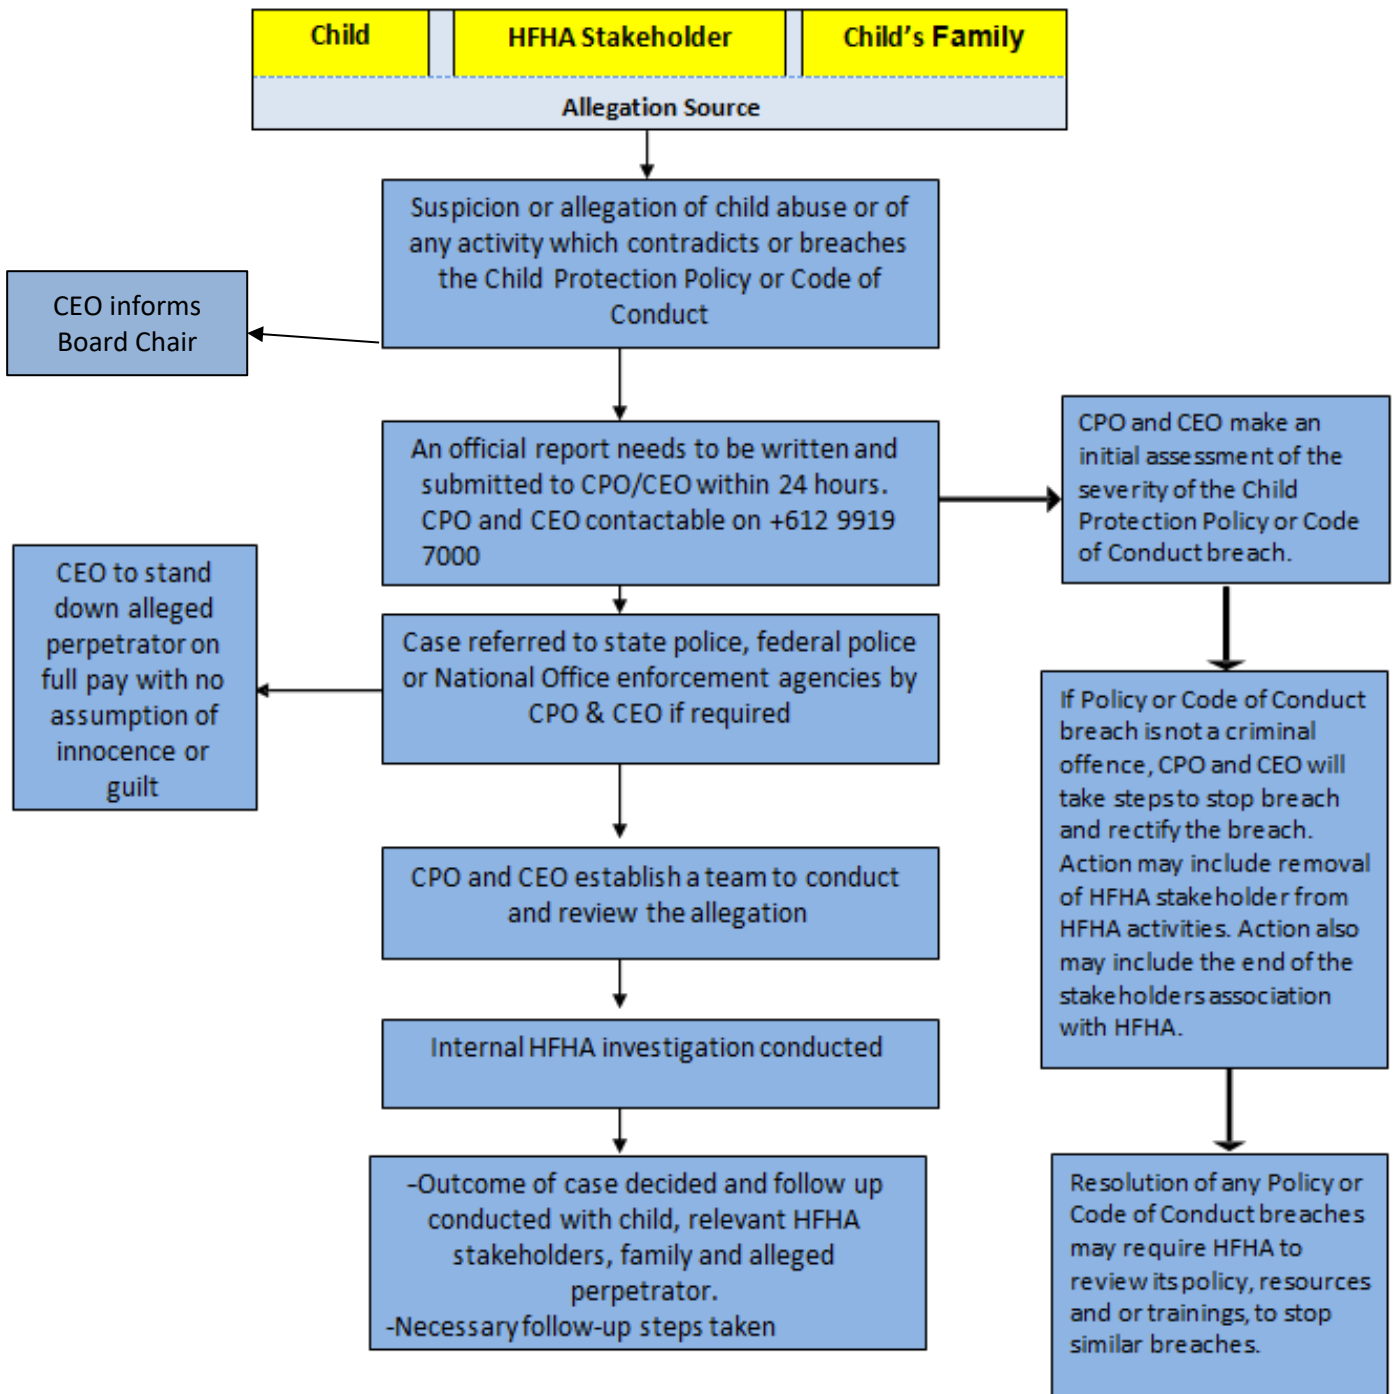 Child
HFHA Stakeholder
Child's Family
Allegation Source
Suspicion or allegation of child abuse or of
any activity which contradicts or breaches
the Child Protection Policy or Code of
Conduct
CEO informs
Board Chair
An official report needs to be written and
submitted to CPO/CEO within 24 hours.
CPO and CEO contactable on +612 9919
7000
CPO and CEO make an
initial assessment of the
severity of the Child
Protection Policy or Code
of Conduct breach.
CEO to stand
down alleged
perpetrator on
full pay with no
assumption of
innocence or
guilt
Case referred to state police, federal police
or National Office enforcement agencies by
CPO & CEO if required
If Policy or Code of Conduct
breach is not a criminal
offence, CPO and CEO will
take steps to stop breach
and rectify the breach.
Action may include removal
of HFHA stakeholder from
HFHA activities. Action also
may include the end of the
stakeholders association
with HFHA.
CPO and CEO establish a team to conduct
and review the allegation
Internal HFHA investigation conducted
-Outcome of case decided and follow up
conducted with child, relevant HFHA
stakeholders, family and alleged
perpetrator.
-Necessary follow-up steps taken
Resolution of any Policy or
Code of Conduct breaches
may require HFHA to
review its policy, resources
and or trainings, to stop
similar breaches.